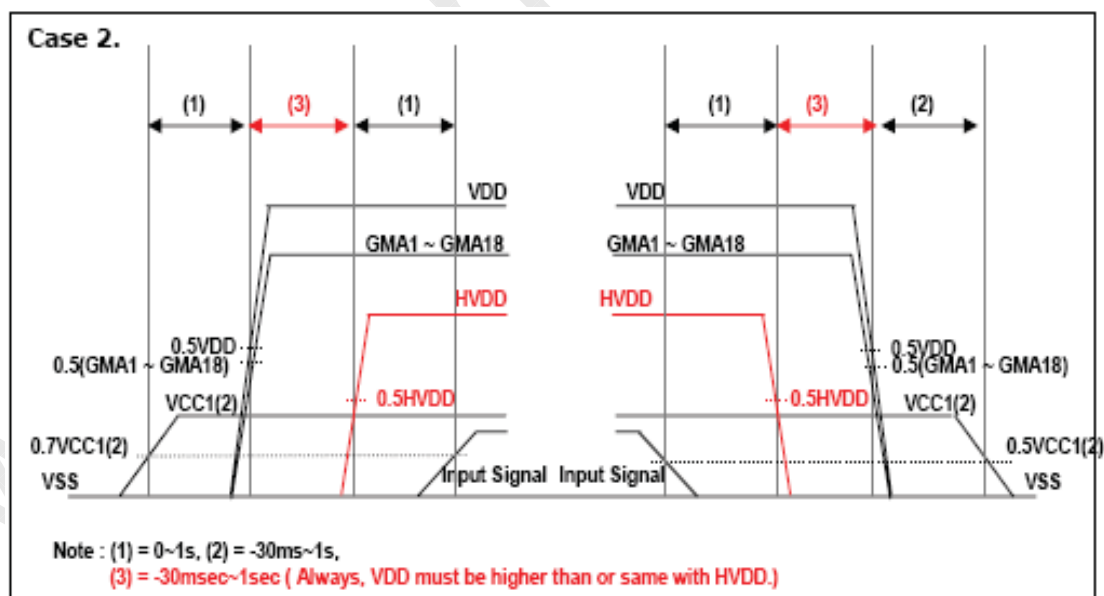 Case 2.
(1) (3) (1) (1) (3) (2)
VDD VDD
GMA1 ~ GMA18 GMA1 ~ GMA18
HVDD HVDD
0.5VDD 0.5VDD
0.5(GMA1 ~ GMA18) 0.5(GMA1 ~ GMA18)
VCC1(2) 0.5HVDD 0.5HVDD VCC1(2)
0.7VCC1(2) 0.5VCC1(2)
VSS Input Signal Input Signal VSS
Note : (1) = 0~1s, (2) = -30ms~1s,
(3) = -30msec~1sec ( Always, VDD must be higher than or same with HVDD.)